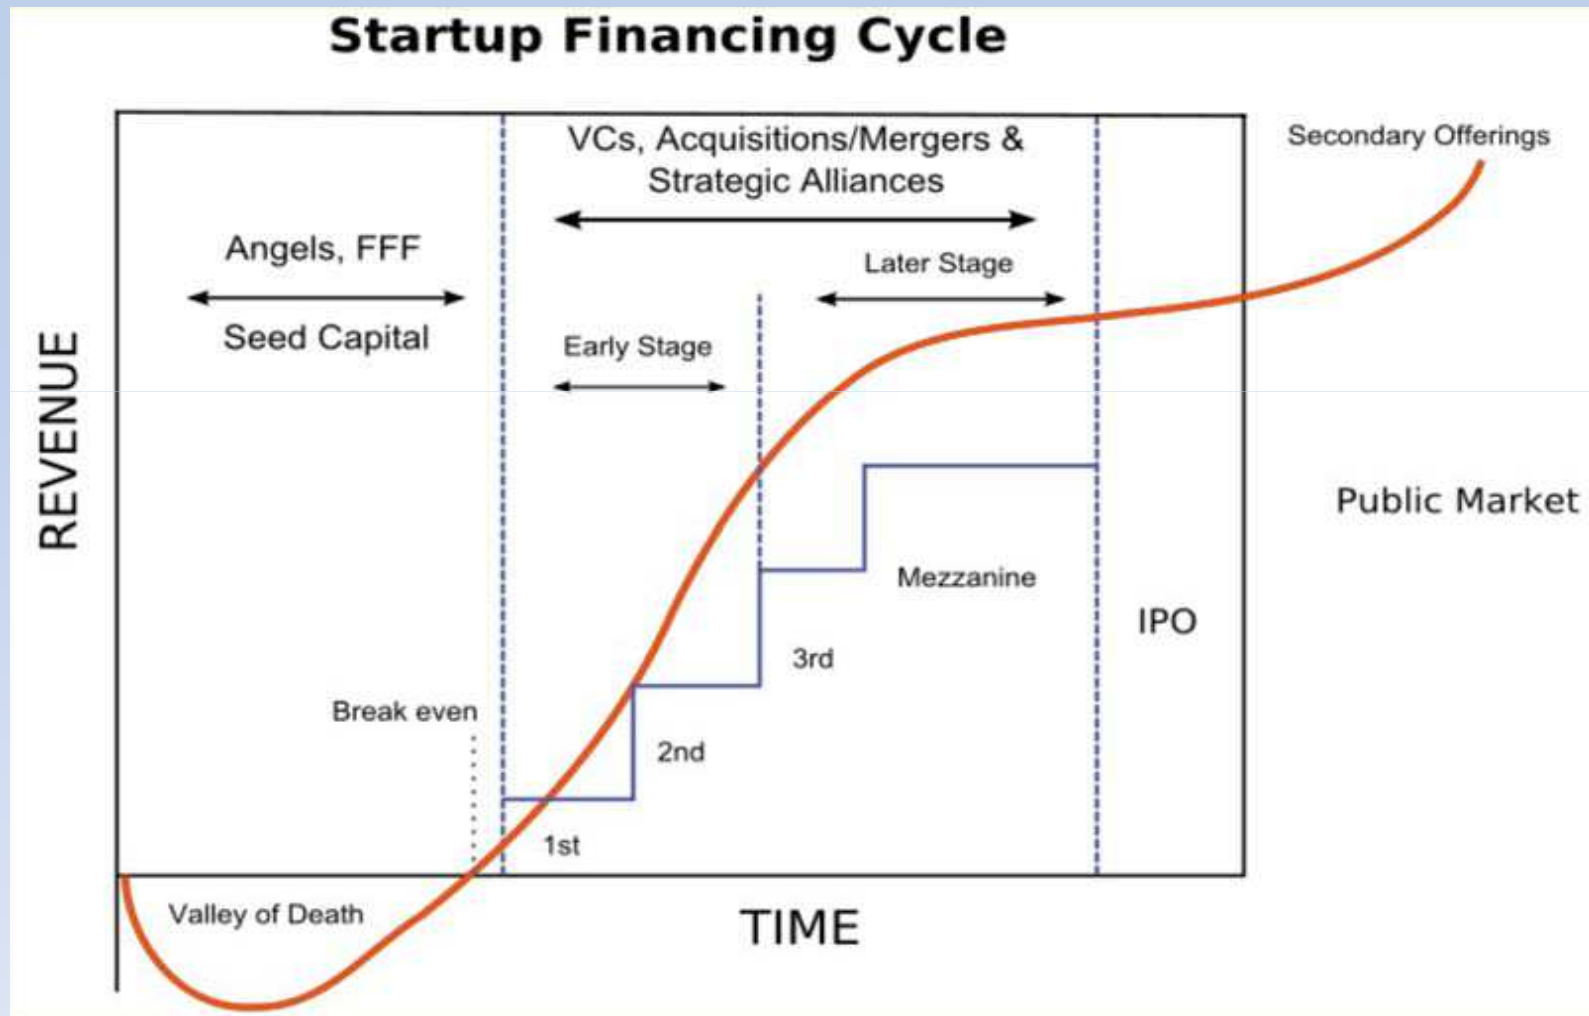 Startup Financing Cycle
VCs, Acquisitions/Mergers &
Strategic Alliances
Secondary Offerings
Angels, FFF
Seed Capital
Later Stage
Early Stage
REVENUE
Public Market
Mezzanine
IPO
3rd
Break even
2nd
1st
Valley of Death
TIME